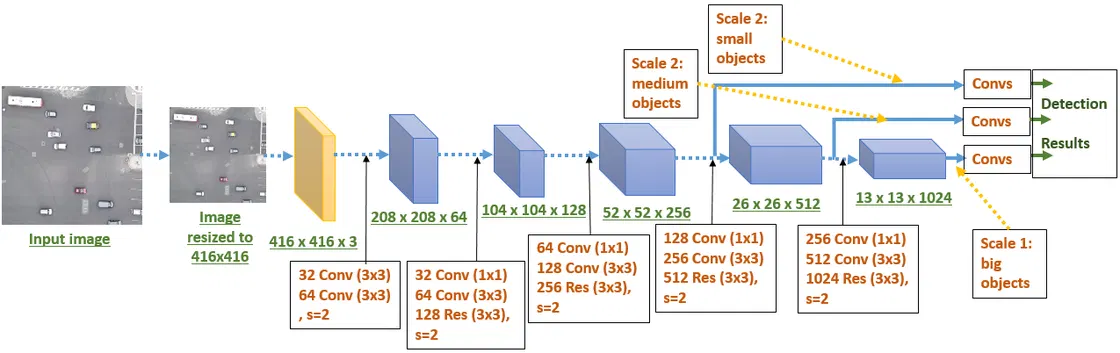 Scale 2:
small
objects
Scale 2:
medium
objects
Convs
Convs
Convs
Detection
Results
Input image
Image
resized to
416x416
416 x 416 x 3
208 x 208 x 64
104 x 104 x 128
52 x 52 x 256
26 x 26 x 512
13 x 13 x 1024
32 Conv (3x3)
64 Conv (3x3)
, s=2
32 Conv (1x1)
64 Conv (3x3)
128 Res (3x3),
s=2
64 Conv (1x1)
128 Conv (3x3)
256 Res (3x3),
s=2
128 Conv (1x1)
256 Conv (3x3)
512 Res (3x3),
s=2
256 Conv (1x1)
512 Conv (3x3)
1024 Res (3x3),
s=2
Scale 1:
big
objects